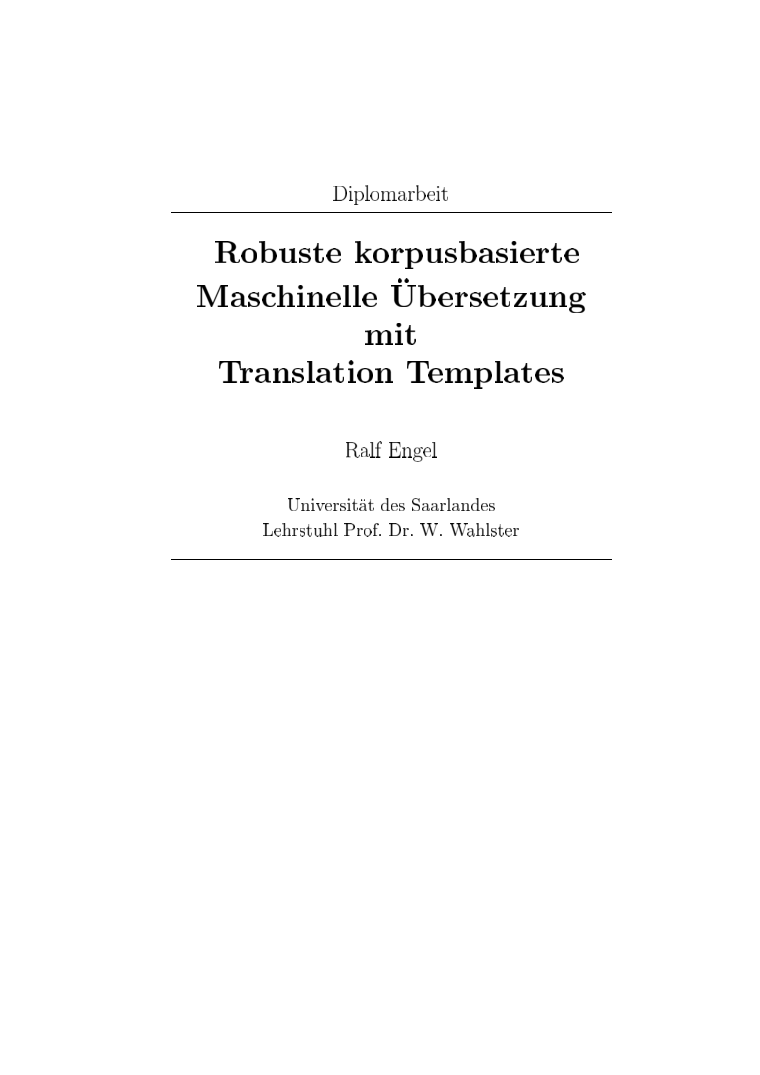 Diplomarbeit
Robuste korpusbasierte
Maschinelle Übersetzung
mit
Translation Templates
Ralf Engel
Universität des Saarlandes
Lehrstuhl Prof. Dr. W. Wahlster